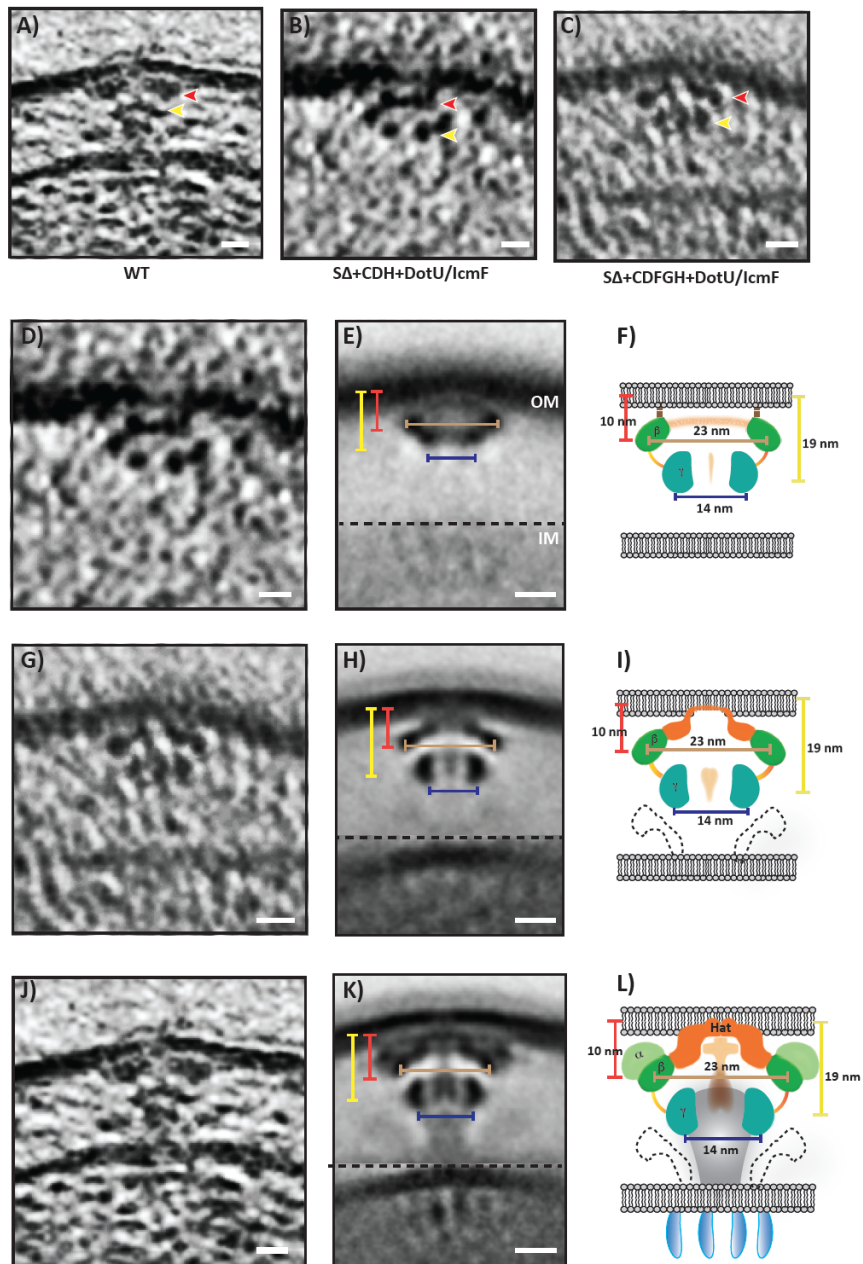 A)
B)
C)
WT
SΔ+CDH+DotU/IcmF
SΔ+CDFGH+DotU/IcmF
D)
E)
OM
IM
F)
10 nm
β
23 nm
19 nm
γ
14 nm
G)
H)
I)
10 nm
β
23 nm
19 nm
γ
14 nm
J)
K)
L)
Hat
α
10 nm
β
23 nm
19 nm
γ
14 nm